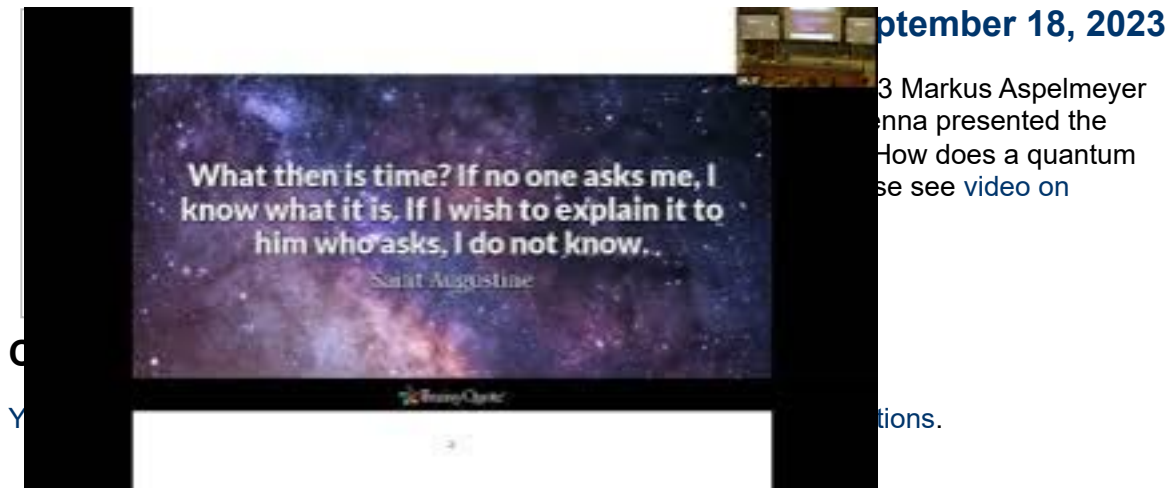 ptember 18, 2023
3 Markus Aspelmeyer
enna presented the
How does a quantum
se see video on
What then is time? If no one asks me, I
know what it is. If I wish to explain it to
him who asks, I do not know.
Saint Augustine
BrainyQuote
C
Y
tions.